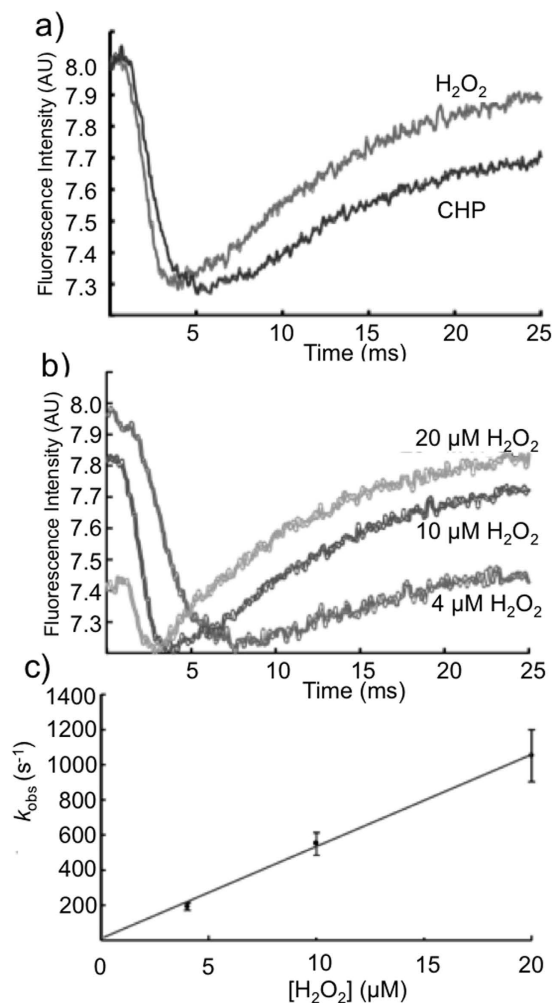 a)
Fluorescence Intensity (AU)
8.0
7.9
7.8
7.7
7.6
7.5
7.4
7.3
H₂O₂
CHP
5 10 15 20 25
Time (ms)
b)
Fluorescence Intensity (AU)
8.0
7.9
7.8
7.7
7.6
7.5
7.4
7.3
20 µM H₂O₂
10 µM H₂O₂
4 µM H₂O₂
5 10 15 20 25
Time (ms)
c)
k_obs (s⁻¹)
1400
1200
1000
800
600
400
200
0 5 10 15 20
[H₂O₂] (µM)